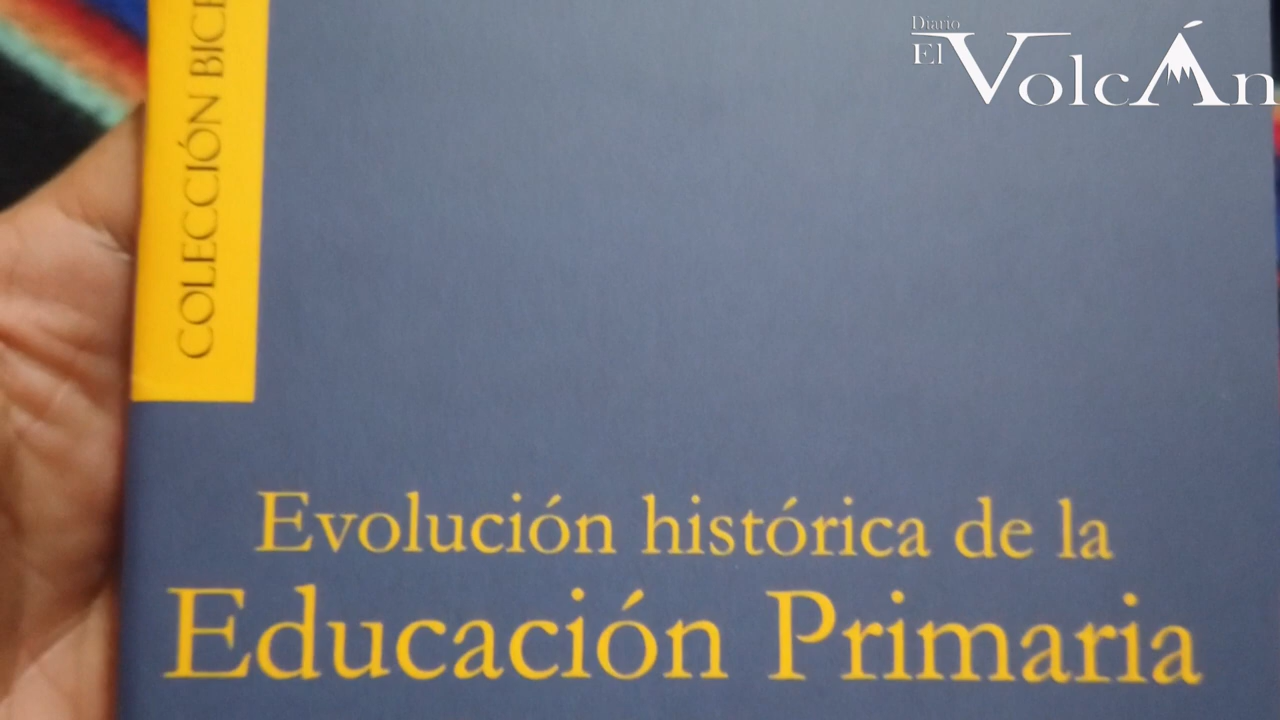 COLECCIÓN
Diario
El Volcán
Evolución histórica de la
Educación Primaria